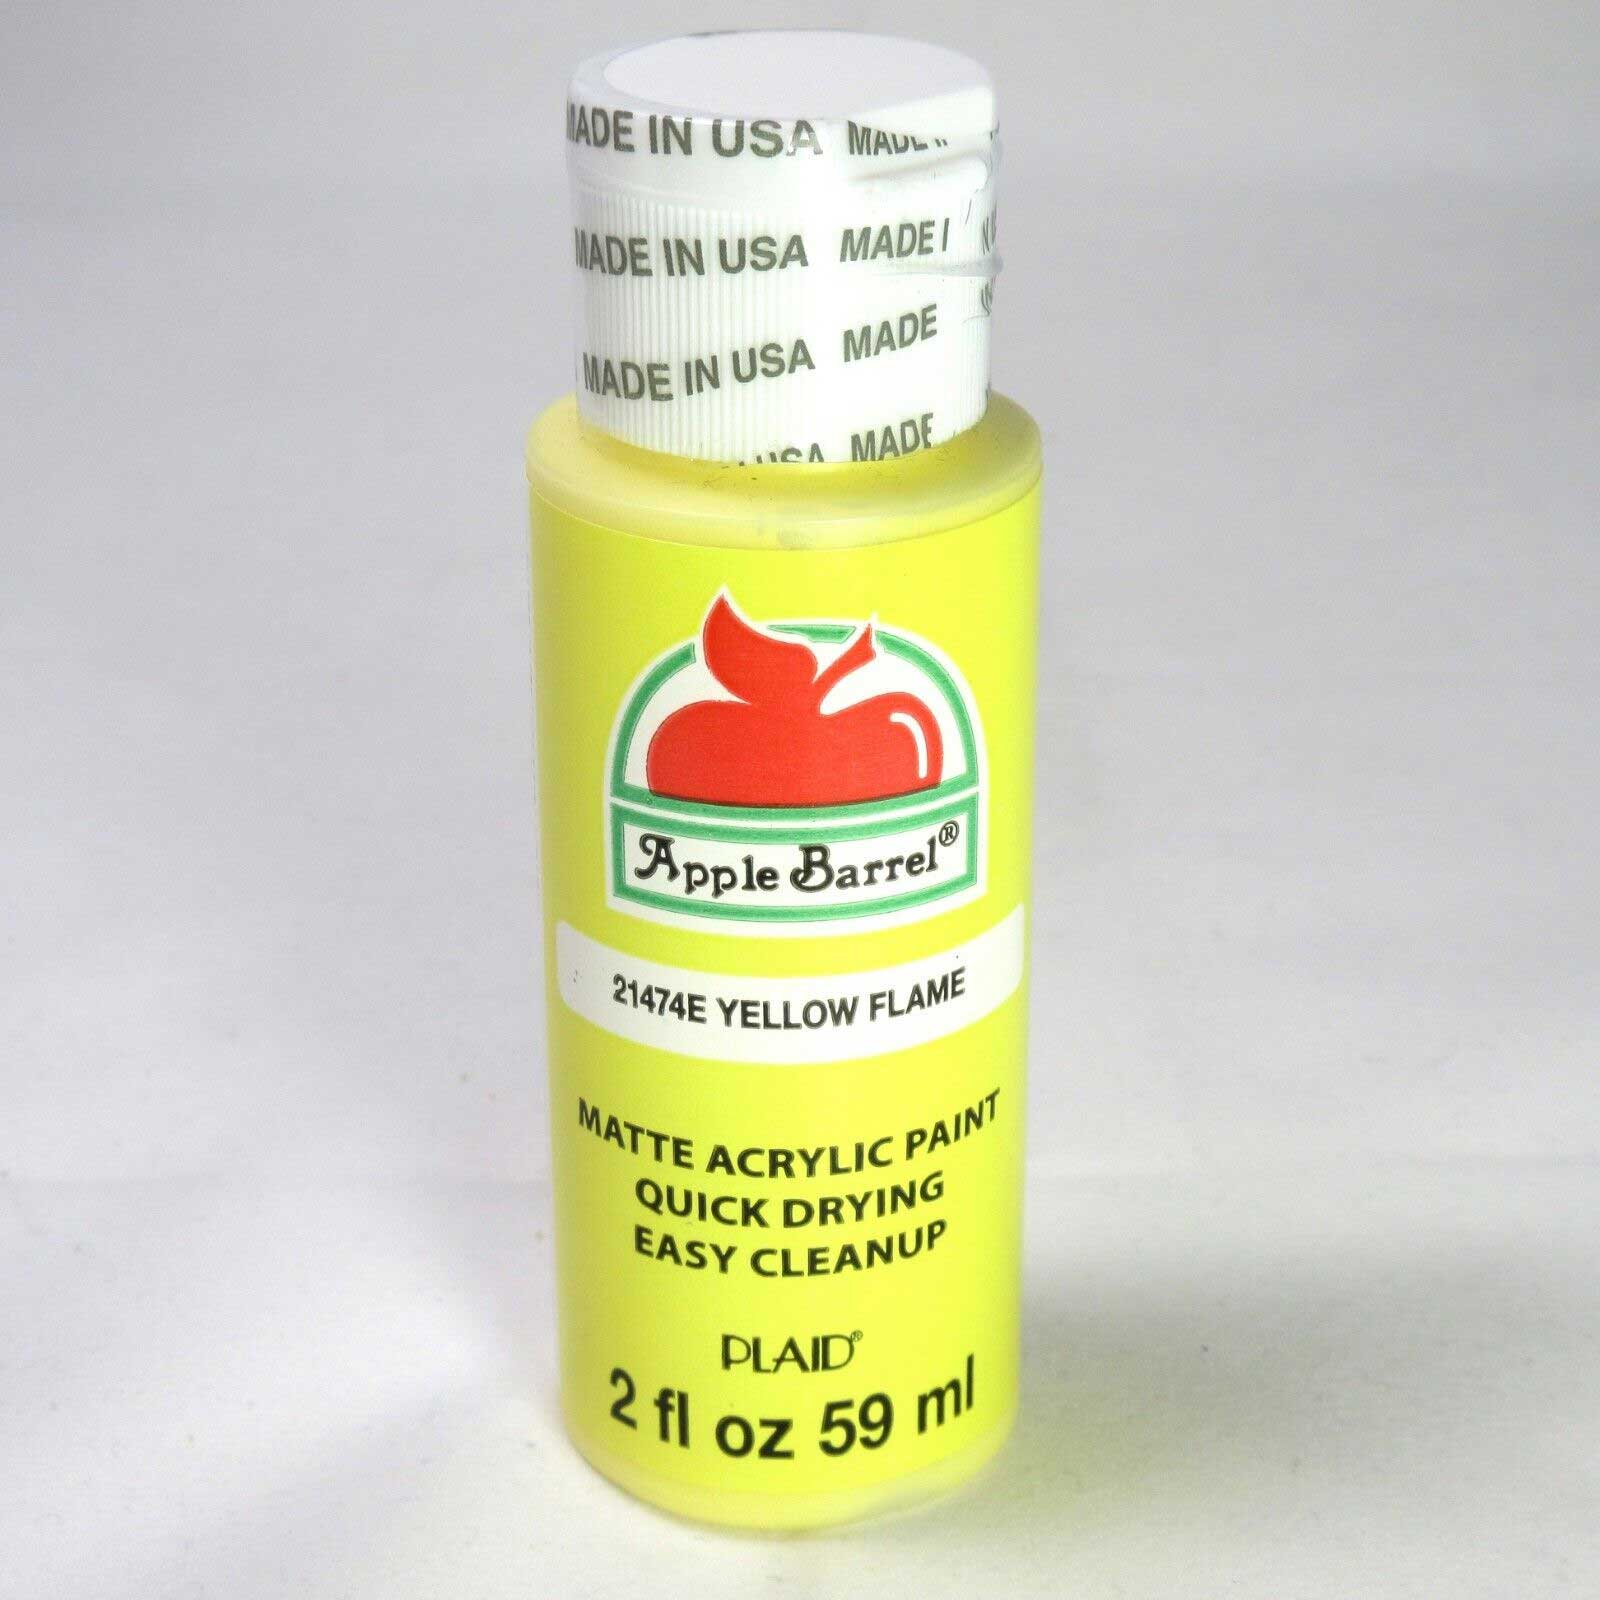 MADE IN USA MADE
MADE IN USA MADE I
MADE IN USA MADE
USA MADE
Apple Barrel®
21474E YELLOW FLAME
MATTE ACRYLIC PAINT
QUICK DRYING
EASY CLEANUP
PLAID®
2 fl oz 59 ml